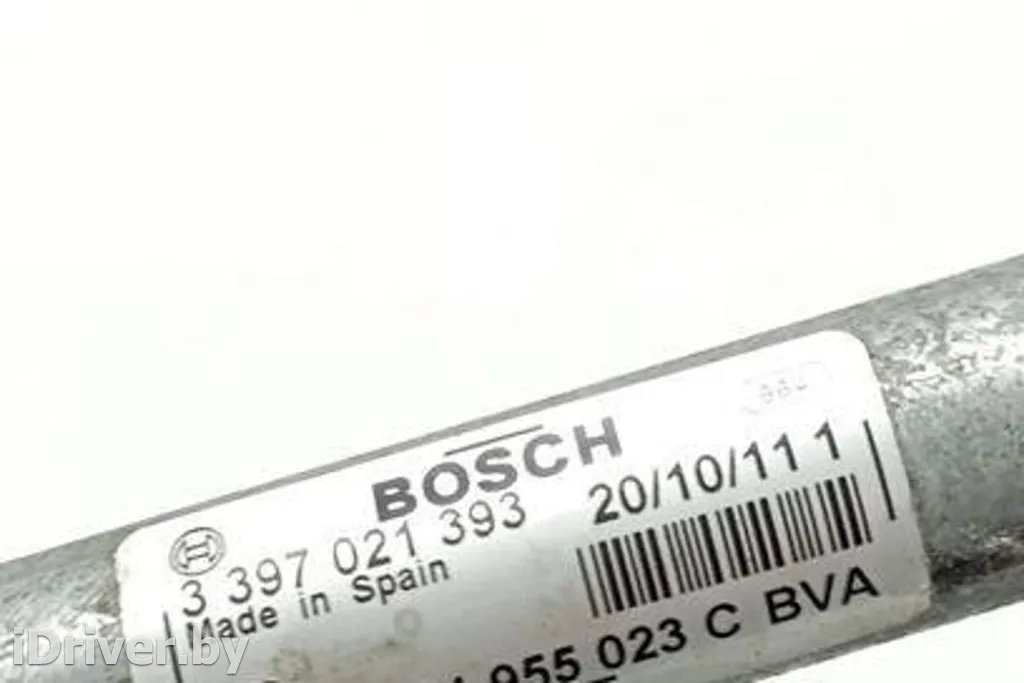 BOSCH
20/10/11 1
3 397 021 393
Made in Spain
955 023 C BVA
iDriver.by